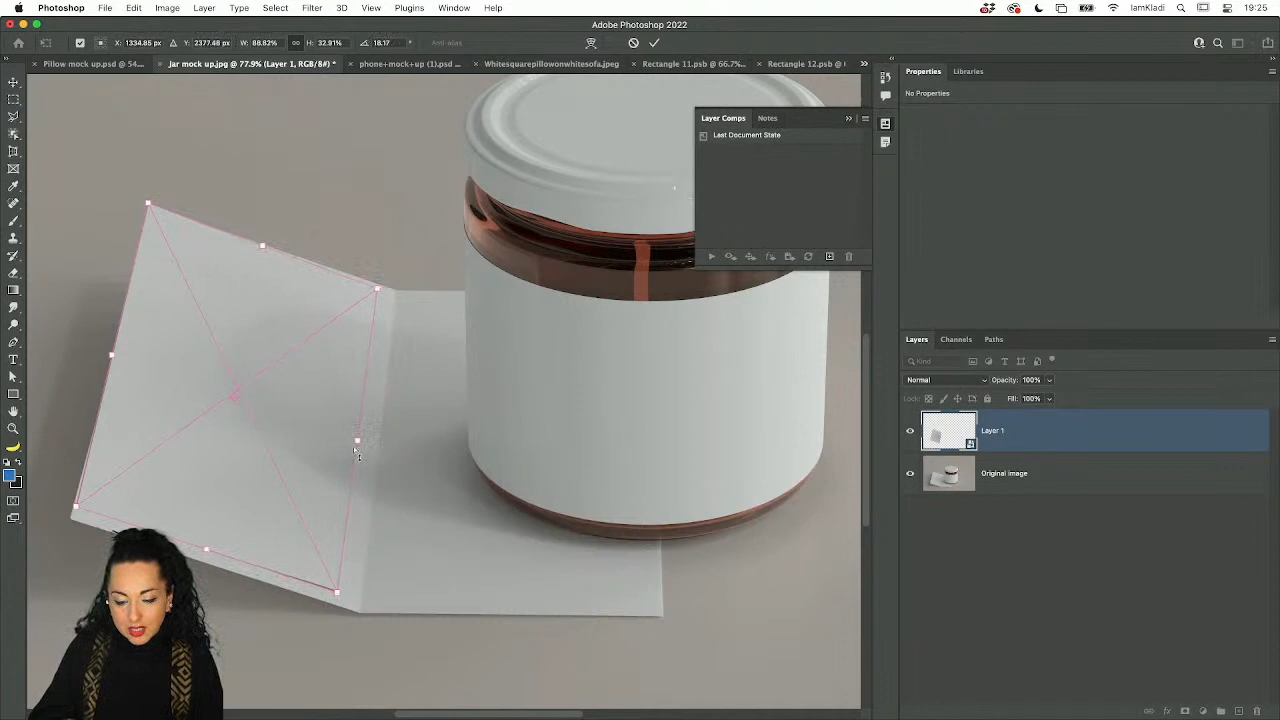 Photoshop File Edit Image Layer Type Select Filter 3D View Plugins Window Help IamKladi 19:25
Adobe Photoshop 2022
X: 1334.85 px Y: 2377.48 px W: 88.82% H: 32.91% 18.17 ° Anti-alias
Pillow mock up.psd @ 54.... Jar mock up.jpg @ 77.9% (Layer 1, RGB/8#) * phone+mock+up (1).psd ... Whitesquarepillowonwhitesofa.jpeg Rectangle 11.psb @ 66.7%... Rectangle 12.psb @
Properties Libraries
No Properties
Layer Comps Notes
Last Document State
Layers Channels Paths
Kind
Normal Opacity: 100%
Lock: Fill: 100%
Layer 1
Original image